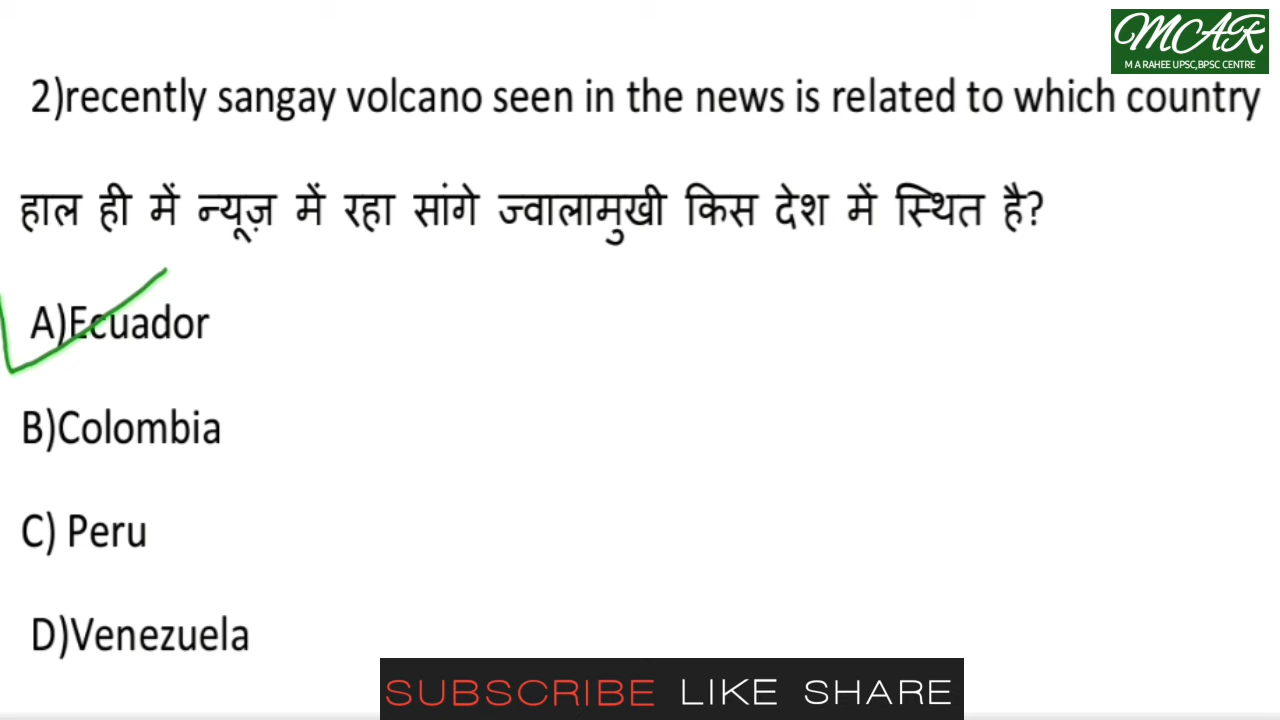 MCAR
M A RAHEE UPSC,BPSC CENTRE
2)recently sangay volcano seen in the news is related to which country
हाल ही में न्यूज़ में रहा सांगे ज्वालामुखी किस देश में स्थित है?
A)Ecuador
B)Colombia
C) Peru
D)Venezuela
SUBSCRIBE LIKE SHARE